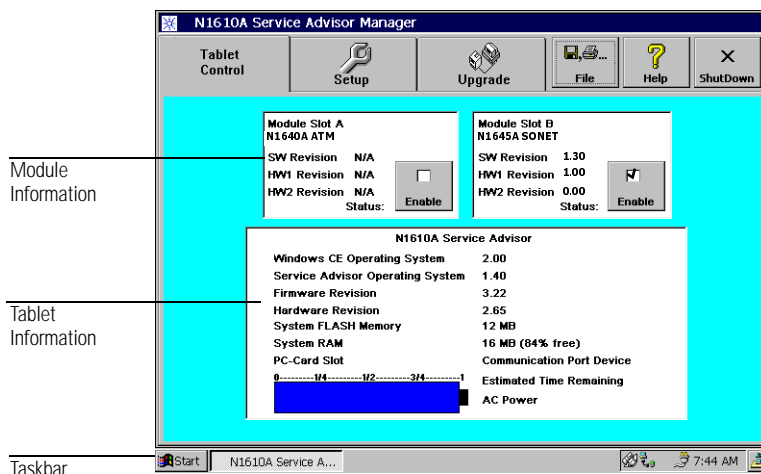 N1610A Service Advisor Manager
Tablet Control
Setup
Upgrade
File
Help
ShutDown
Module Slot A
N1640A ATM
SW Revision N/A
HW1 Revision N/A
HW2 Revision N/A
Status:
Enable
Module Slot B
N1645A SONET
SW Revision 1.30
HW1 Revision 1.00
HW2 Revision 0.00
Status:
Enable
Module
Information
N1610A Service Advisor
Windows CE Operating System 2.00
Service Advisor Operating System 1.40
Firmware Revision 3.22
Hardware Revision 2.65
System FLASH Memory 12 MB
System RAM 16 MB (84% free)
PC-Card Slot Communication Port Device
0---------1/4---------1/2---------3/4---------1 Estimated Time Remaining
AC Power
Tablet
Information
Taskbar
Start
N1610A Service A...
7:44 AM